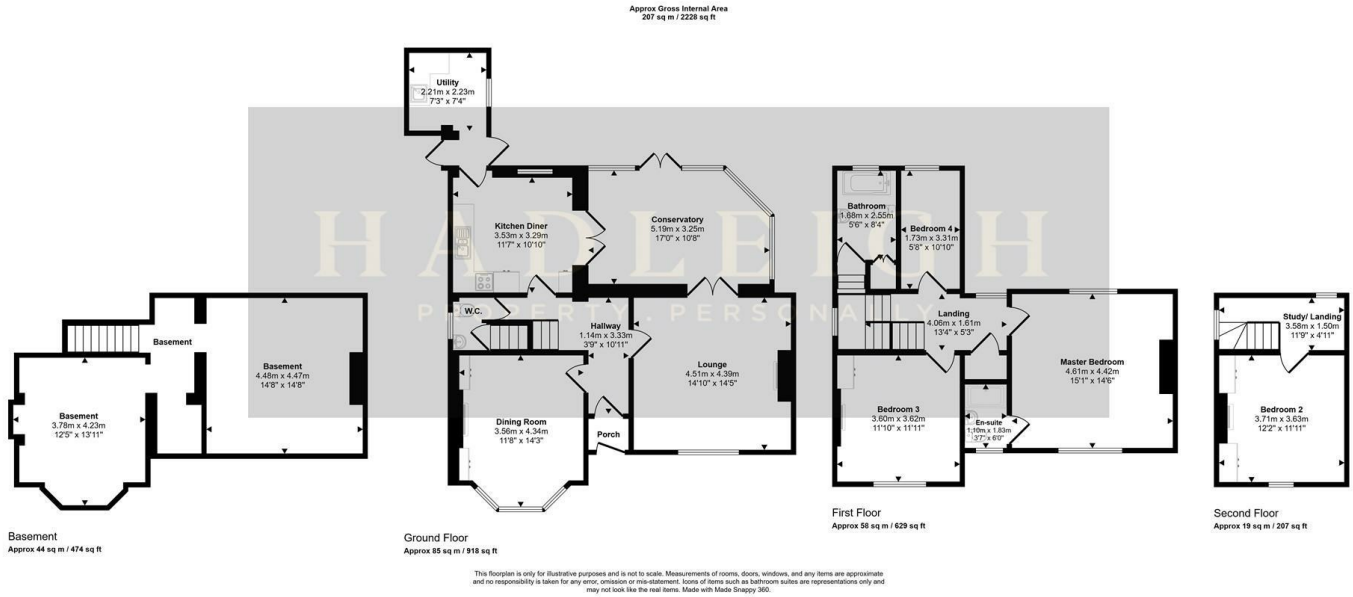 Approx Gross Internal Area
207 sq m / 2228 sq ft
Utility
2.21m x 2.23m
7'3" x 7'4"
Kitchen Diner
3.53m x 3.29m
11'7" x 10'10"
Conservatory
5.19m x 3.25m
17'0" x 10'8"
Bathroom
1.68m x 2.55m
5'6" x 8'4"
Bedroom 4
1.73m x 3.31m
5'8" x 10'10"
HADLEIGH
PROPERTY . PERSONALLY
W.C.
Hallway
1.14m x 3.33m
3'9" x 10'11"
Landing
4.06m x 1.61m
13'4" x 5'3"
Study/ Landing
3.58m x 1.50m
11'9" x 4'11"
Basement
Basement
4.48m x 4.47m
14'8" x 14'8"
Lounge
4.51m x 4.39m
14'10" x 14'5"
Master Bedroom
4.61m x 4.42m
15'1" x 14'6"
Basement
3.78m x 4.23m
12'5" x 13'11"
Dining Room
3.56m x 4.34m
11'8" x 14'3"
Porch
Bedroom 3
3.60m x 3.62m
11'10" x 11'11"
En-suite
1.10m x 1.83m
3'7" x 6'0"
Bedroom 2
3.71m x 3.63m
12'2" x 11'11"
Basement
Approx 44 sq m / 474 sq ft
Ground Floor
Approx 85 sq m / 918 sq ft
First Floor
Approx 58 sq m / 629 sq ft
Second Floor
Approx 19 sq m / 207 sq ft
This floorplan is only for illustrative purposes and is not to scale. Measurements of rooms, doors, windows, and any items are approximate
and no responsibility is taken for any error, omission or mis-statement. Icons of items such as bathroom suites are representations only and
may not look like the real items. Made with Made Snappy 360.